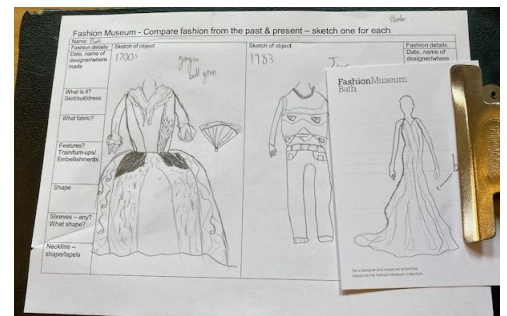 Fashion Museum - Compare fashion from the past & present – sketch one for each
Name:
Fashion details
Sketch of object
Sketch of object
Fashion details
Date, name of
designer/where
made
1700s
ball gown
1983
Date, name of
designer/where
made
What is it?
Skirt/suit/dress
What fabric?
Features?
Train/turn-ups/
Embellishments
Shape
Sleeves – any?
What shape?
Neckline –
shape/lapels
FashionMuseum
Bath